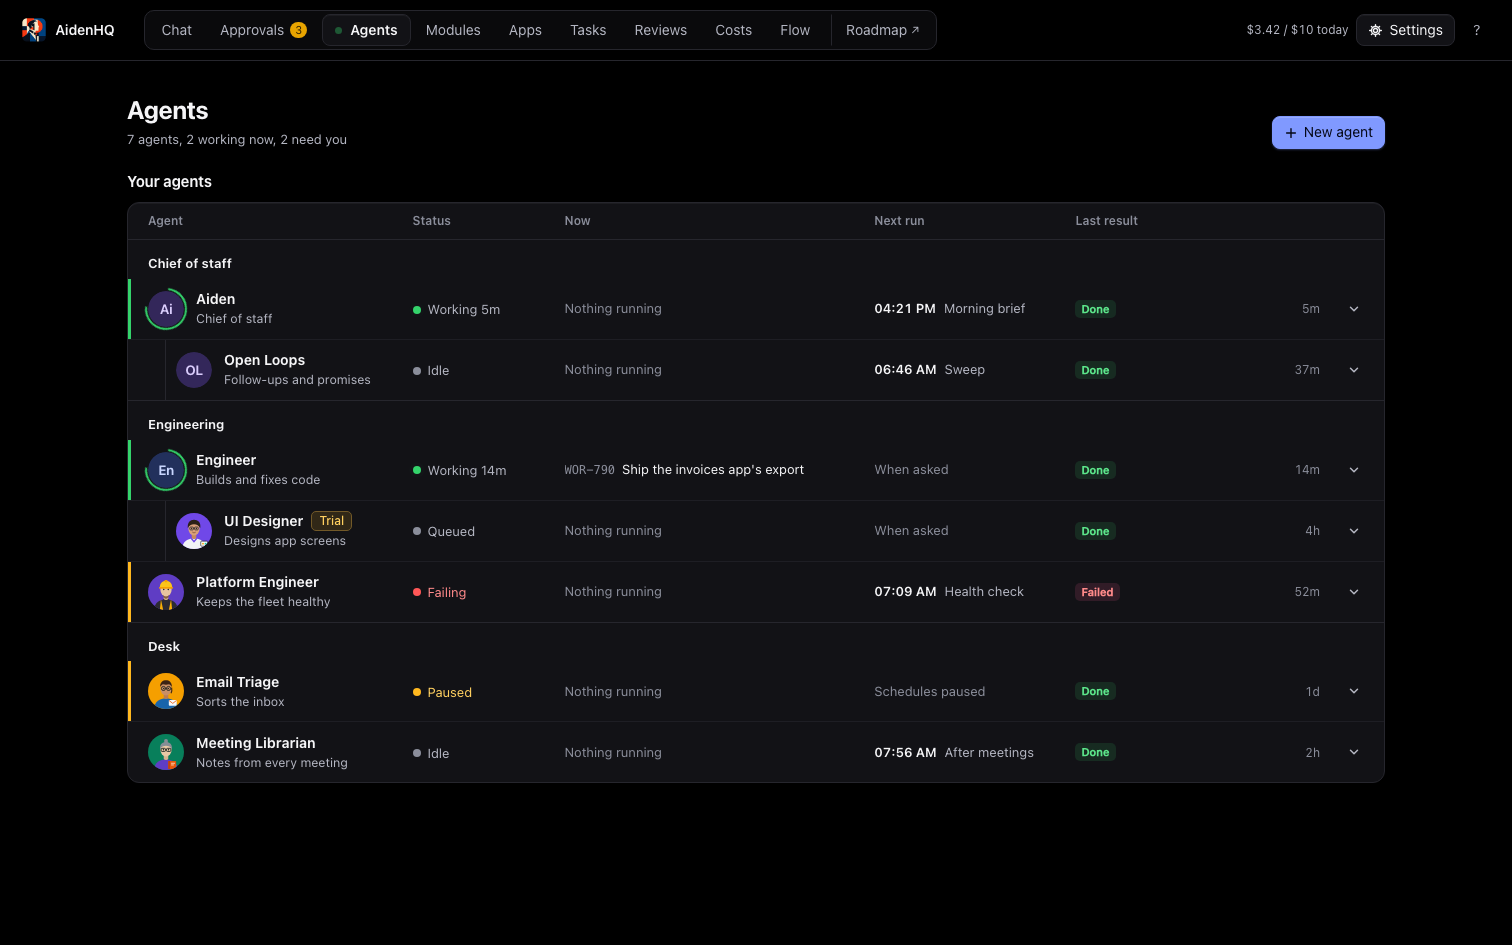 AidenHQ
Chat Approvals 3 Agents Modules Apps Tasks Reviews Costs Flow Roadmap ↗
$3.42 / $10 today Settings ?
Agents
7 agents, 2 working now, 2 need you
+ New agent
Your agents
Agent Status Now Next run Last result
Chief of staff
Ai Aiden Working 5m Nothing running 04:21 PM Morning brief Done 5m
Chief of staff
OL Open Loops Idle Nothing running 06:46 AM Sweep Done 37m
Follow-ups and promises
Engineering
En Engineer Working 14m WOR-790 Ship the invoices app's export When asked Done 14m
Builds and fixes code
UI Designer Trial Queued Nothing running When asked Done 4h
Designs app screens
Platform Engineer Failing Nothing running 07:09 AM Health check Failed 52m
Keeps the fleet healthy
Desk
Email Triage Paused Nothing running Schedules paused Done 1d
Sorts the inbox
Meeting Librarian Idle Nothing running 07:56 AM After meetings Done 2h
Notes from every meeting